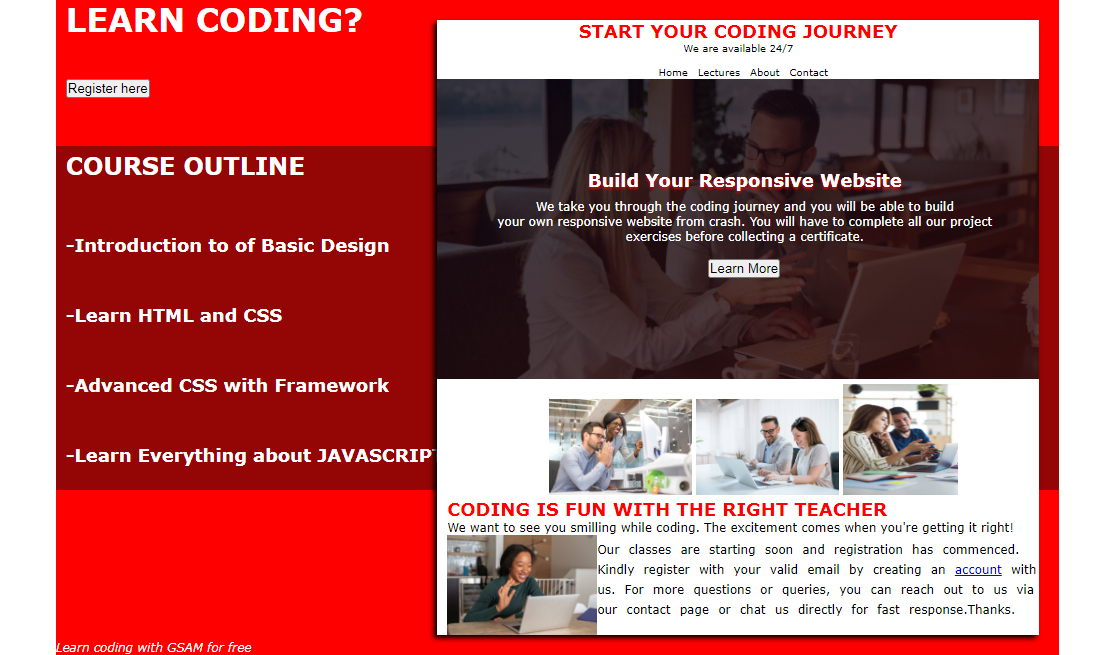 LEARN CODING?
Register here
COURSE OUTLINE
-Introduction to of Basic Design
-Learn HTML and CSS
-Advanced CSS with Framework
-Learn Everything about JAVASCRIP
Learn coding with GSAM for free
START YOUR CODING JOURNEY
We are available 24/7
Home Lectures About Contact
Build Your Responsive Website
We take you through the coding journey and you will be able to build
your own responsive website from crash. You will have to complete all our project
exercises before collecting a certificate.
Learn More
CODING IS FUN WITH THE RIGHT TEACHER
We want to see you smilling while coding. The excitement comes when you're getting it right!
Our classes are starting soon and registration has commenced.
Kindly register with your valid email by creating an account with
us. For more questions or queries, you can reach out to us via
our contact page or chat us directly for fast response.Thanks.